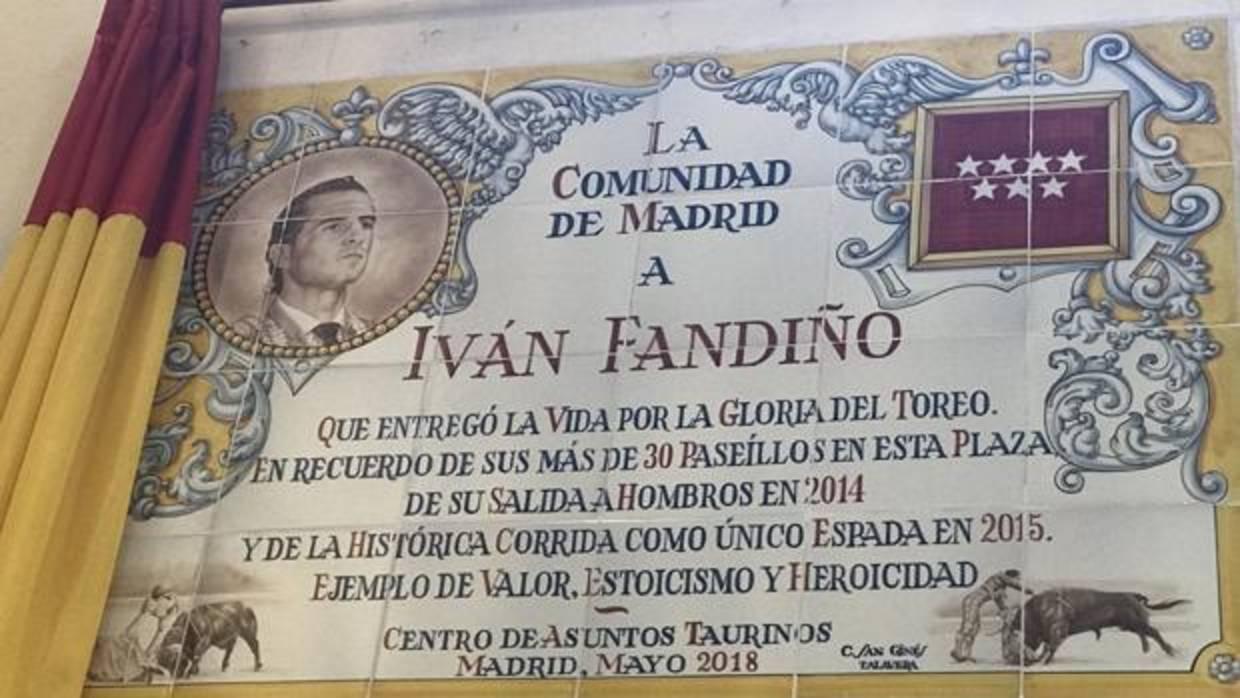 LA
COMUNIDAD
DE MADRID
A
IVÁN FANDIÑO
QUE ENTREGÓ LA VIDA POR LA GLORIA DEL TOREO.
EN RECUERDO DE SUS MÁS DE 30 PASEÍLLOS EN ESTA PLAZA
DE SU SALIDA A HOMBROS EN 2014
Y DE LA HISTÓRICA CORRIDA COMO ÚNICO ESPADA EN 2015.
EJEMPLO DE VALOR, ESTOICISMO Y HEROICIDAD
CENTRO DE ASUNTOS TAURINOS
MADRID, MAYO 2018
C. SAN GINÉS
TALAVERA